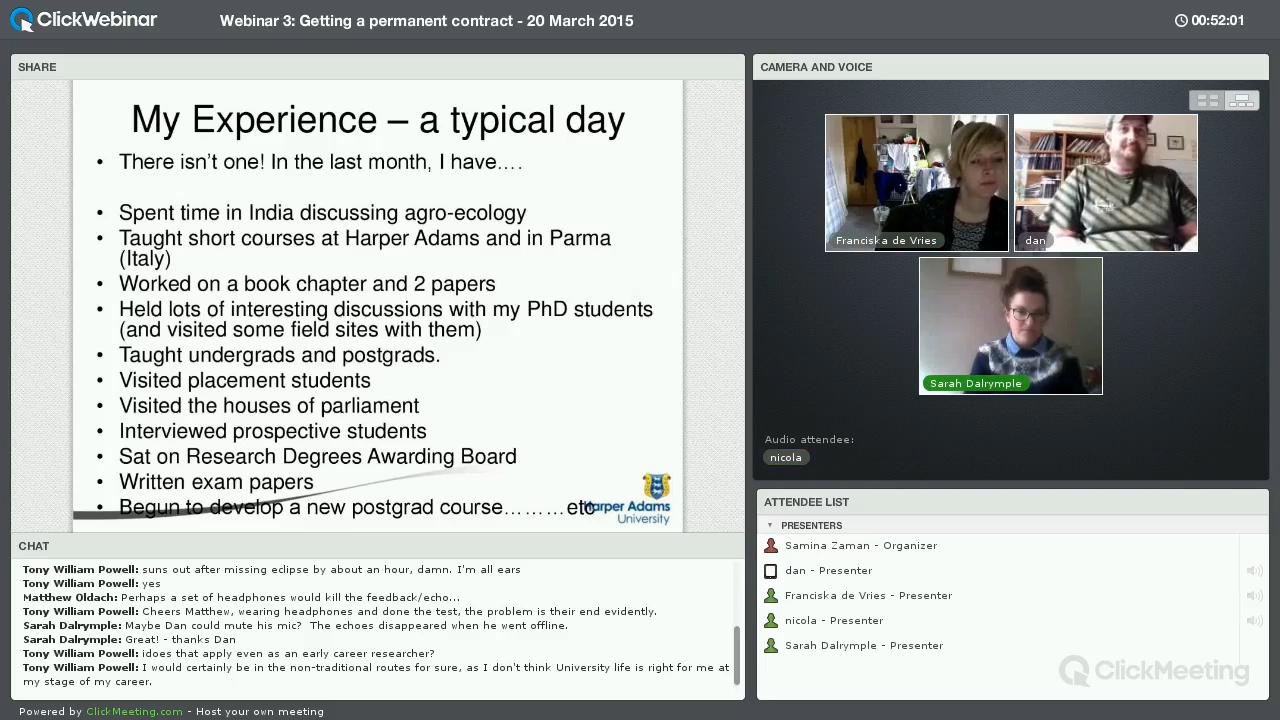 ClickWebinar
Webinar 3: Getting a permanent contract - 20 March 2015
00:52:01
SHARE
My Experience – a typical day
• There isn't one! In the last month, I have….
• Spent time in India discussing agro-ecology
• Taught short courses at Harper Adams and in Parma
(Italy)
• Worked on a book chapter and 2 papers
• Held lots of interesting discussions with my PhD students
(and visited some field sites with them)
• Taught undergrads and postgrads.
• Visited placement students
• Visited the houses of parliament
• Interviewed prospective students
• Sat on Research Degrees Awarding Board
• Written exam papers
• Begun to develop a new postgrad course………etc
Harper Adams
University
CHAT
Tony William Powell: suns out after missing eclipse by about an hour, damn. I'm all ears
Tony William Powell: yes
Matthew Oldach: Perhaps a set of headphones would kill the feedback/echo...
Tony William Powell: Cheers Matthew, wearing headphones and done the test, the problem is their end evidently.
Sarah Dalrymple: Maybe Dan could mute his mic?  The echoes disappeared when he went offline.
Sarah Dalrymple: Great! - thanks Dan
Tony William Powell: idoes that apply even as an early career researcher?
Tony William Powell: I would certainly be in the non-traditional routes for sure, as I don't think University life is right for me at
my stage of my career.
CAMERA AND VOICE
Franciska de Vries
dan
Sarah Dalrymple
Audio attendee:
nicola
ATTENDEE LIST
PRESENTERS
Samina Zaman - Organizer
dan - Presenter
Franciska de Vries - Presenter
nicola - Presenter
Sarah Dalrymple - Presenter
ClickMeeting
Powered by ClickMeeting.com - Host your own meeting